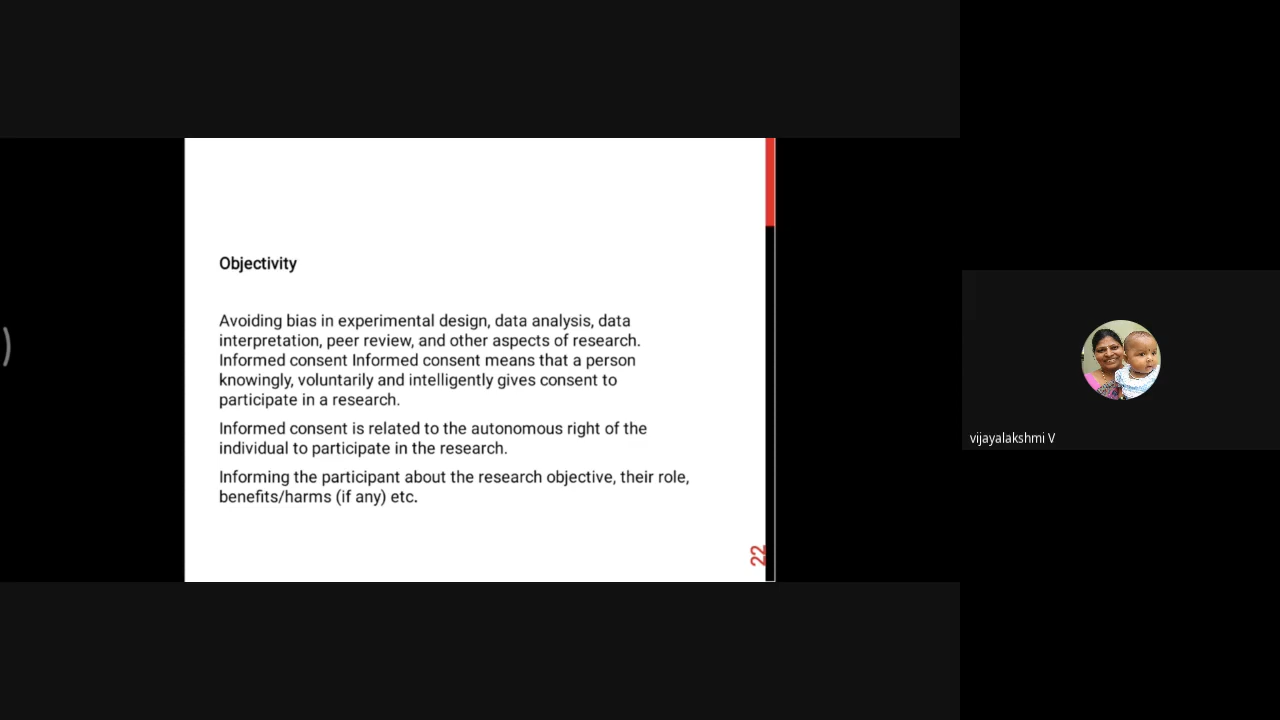 Objectivity
Avoiding bias in experimental design, data analysis, data
interpretation, peer review, and other aspects of research.
Informed consent Informed consent means that a person
knowingly, voluntarily and intelligently gives consent to
participate in a research.
Informed consent is related to the autonomous right of the
individual to participate in the research.
Informing the participant about the research objective, their role,
benefits/harms (if any) etc.
22
vijayalakshmi V